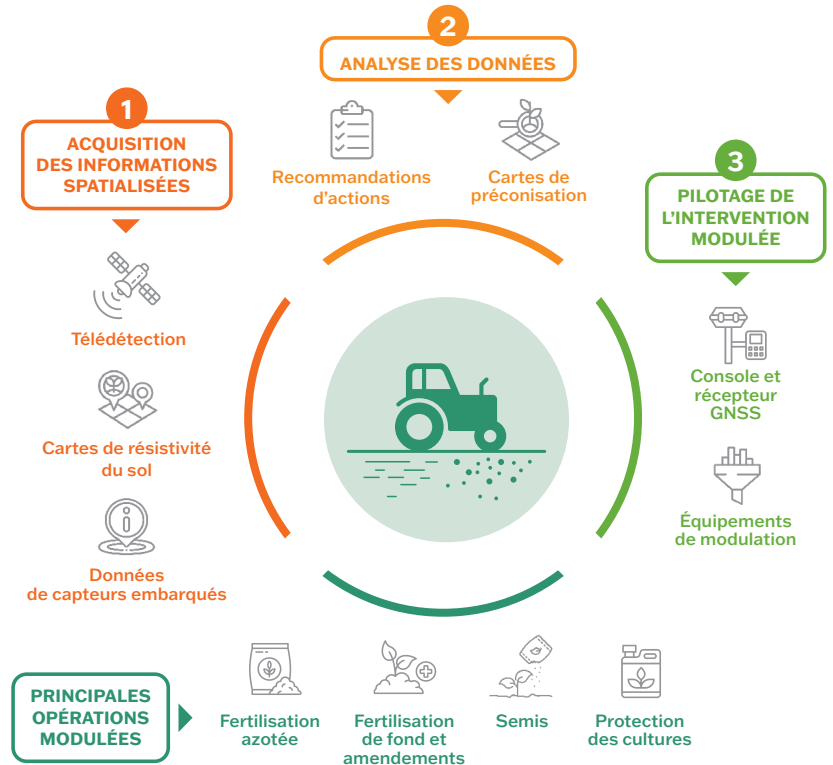 1
ACQUISITION
DES INFORMATIONS
SPATIALISÉES
Télédétection
Cartes de résistivité
du sol
Données
de capteurs embarqués
2
ANALYSE DES DONNÉES
Recommandations
d'actions
Cartes de
préconisation
3
PILOTAGE DE
L'INTERVENTION
MODULÉE
Console et
récepteur
GNSS
Équipements
de modulation
PRINCIPALES
OPÉRATIONS
MODULÉES
Fertilisation
azotée
Fertilisation
de fond et
amendements
Semis
Protection
des cultures